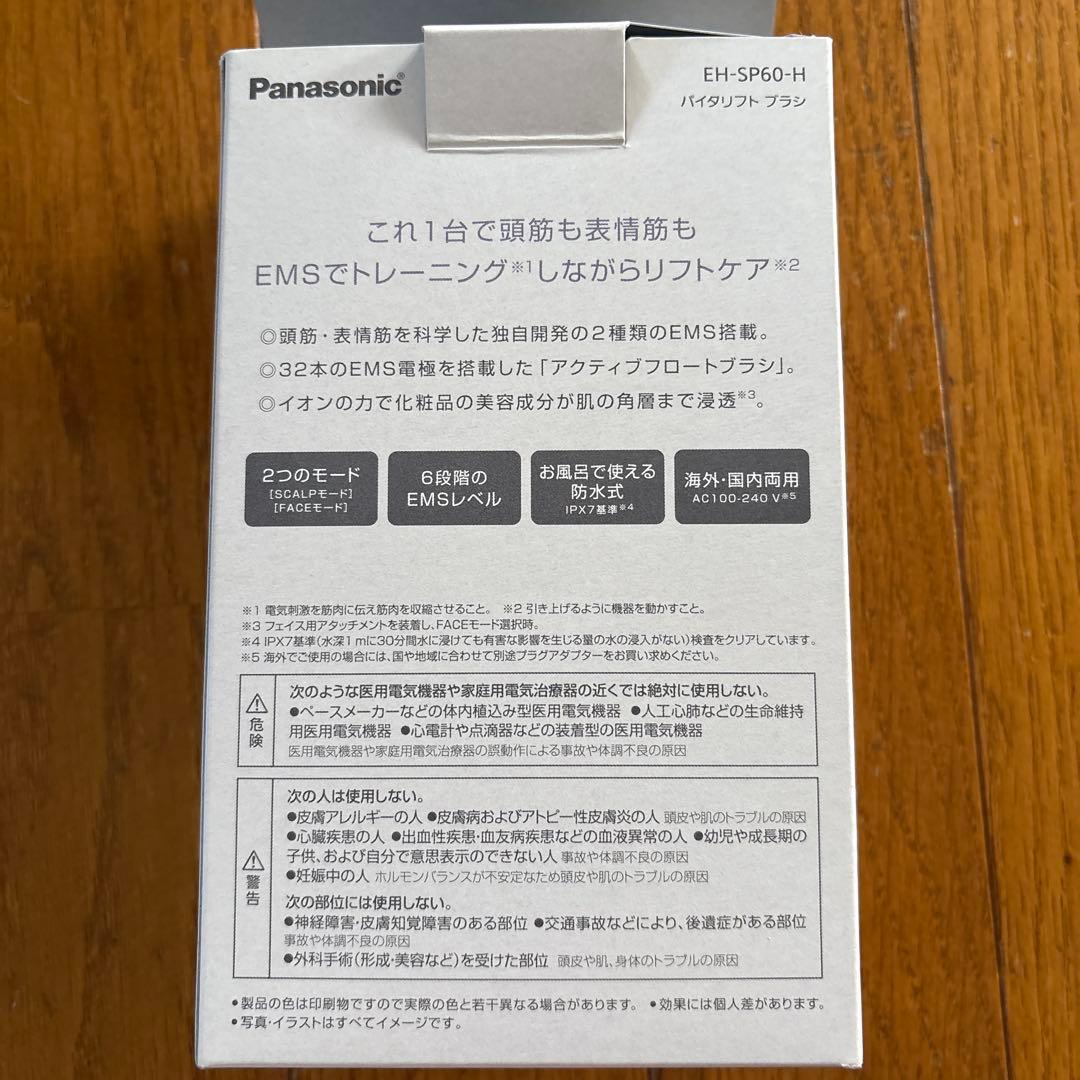 Panasonic®
EH-SP60-H
バイタリフト ブラシ
これ1台で頭筋も表情筋も
EMSでトレーニング※1しながらリフトケア※2
◎頭筋・表情筋を科学した独自開発の2種類のEMS搭載。
◎32本のEMS電極を搭載した「アクティブフロートブラシ」。
◎イオンの力で化粧品の美容成分が肌の角層まで浸透※3。
2つのモード
[SCALPモード]
[FACEモード]
6段階の
EMSレベル
お風呂で使える
防水式
IPX7基準※4
海外・国内両用
AC100-240 V※5
※1 電気刺激を筋肉に伝え筋肉を収縮させること。 ※2 引き上げるように機器を動かすこと。
※3 フェイス用アタッチメントを装着し、FACEモード選択時。
※4 IPX7基準(水深1mに30分間水に浸けても有害な影響を生じる量の水の浸入がない)検査をクリアしています。
※5 海外でご使用の場合には、国や地域に合わせて別途プラグアダプターをお買い求めください。
⚠危険
次のような医用電気機器や家庭用電気治療器の近くでは絶対に使用しない。
●ペースメーカーなどの体内植込み型医用電気機器 ●人工心肺などの生命維持
用医用電気機器 ●心電計や点滴器などの装着型の医用電気機器
医用電気機器や家庭用電気治療器の誤動作による事故や体調不良の原因
⚠警告
次の人は使用しない。
●皮膚アレルギーの人 ●皮膚病およびアトピー性皮膚炎の人 頭皮や肌のトラブルの原因
●心臓疾患の人 ●出血性疾患・血友病疾患などの血液異常の人 ●幼児や成長期の
子供、および自分で意思表示のできない人 事故や体調不良の原因
●妊娠中の人 ホルモンバランスが不安定なため頭皮や肌のトラブルの原因
次の部位には使用しない。
●神経障害・皮膚知覚障害のある部位 ●交通事故などにより、後遺症がある部位
事故や体調不良の原因
●外科手術(形成・美容など)を受けた部位 頭皮や肌、身体のトラブルの原因
●製品の色は印刷物ですので実際の色と若干異なる場合があります。 ●効果には個人差があります。
●写真・イラストはすべてイメージです。